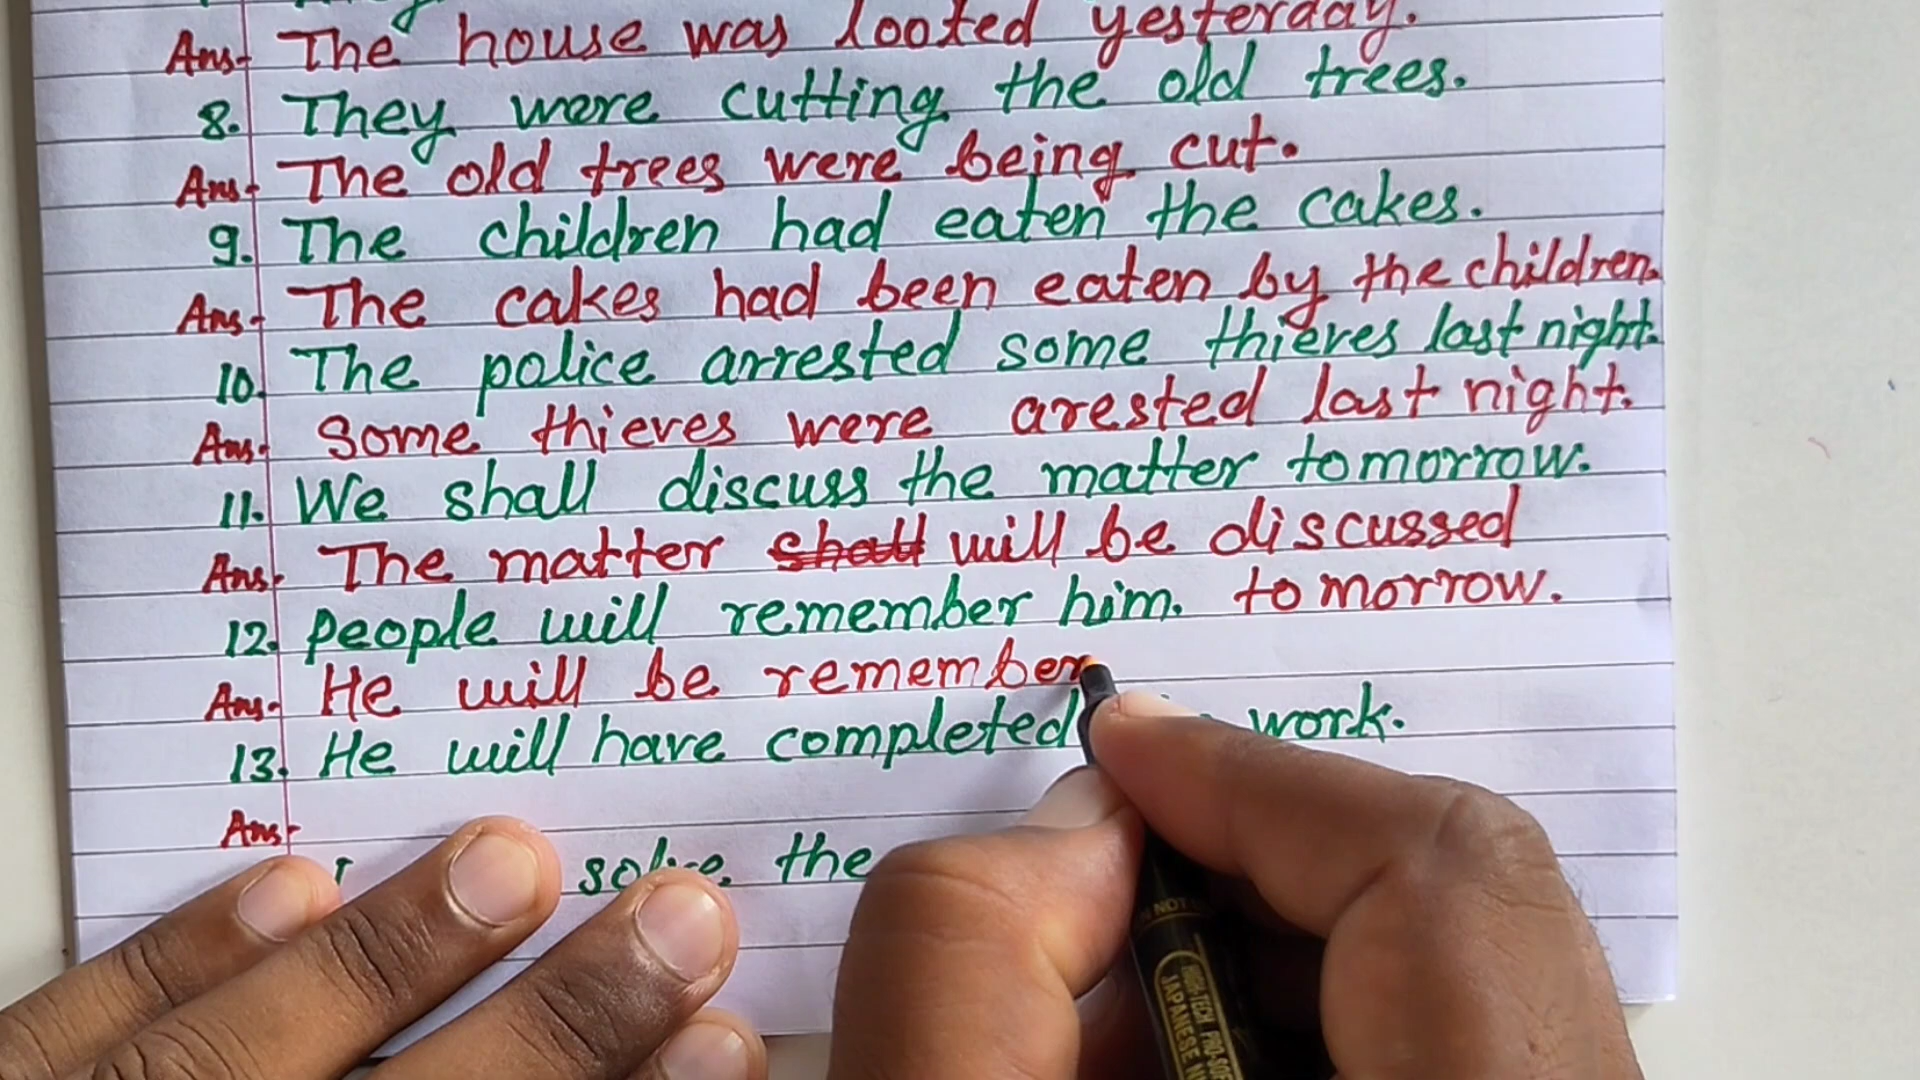 Ans- The house was looted yesterday.
8. They were cutting the old trees.
Ans- The old trees were being cut.
9. The children had eaten the cakes.
Ans- The cakes had been eaten by the children.
10. The police arrested some thieves last night.
Ans- Some thieves were arested last night.
11. We shall discuss the matter tomorrow.
Ans- The matter shall will be discussed
tomorrow.
12. People will remember him.
Ans- He will be remember
13. He will have completed work.
Ans-
solve the
JAPANESE